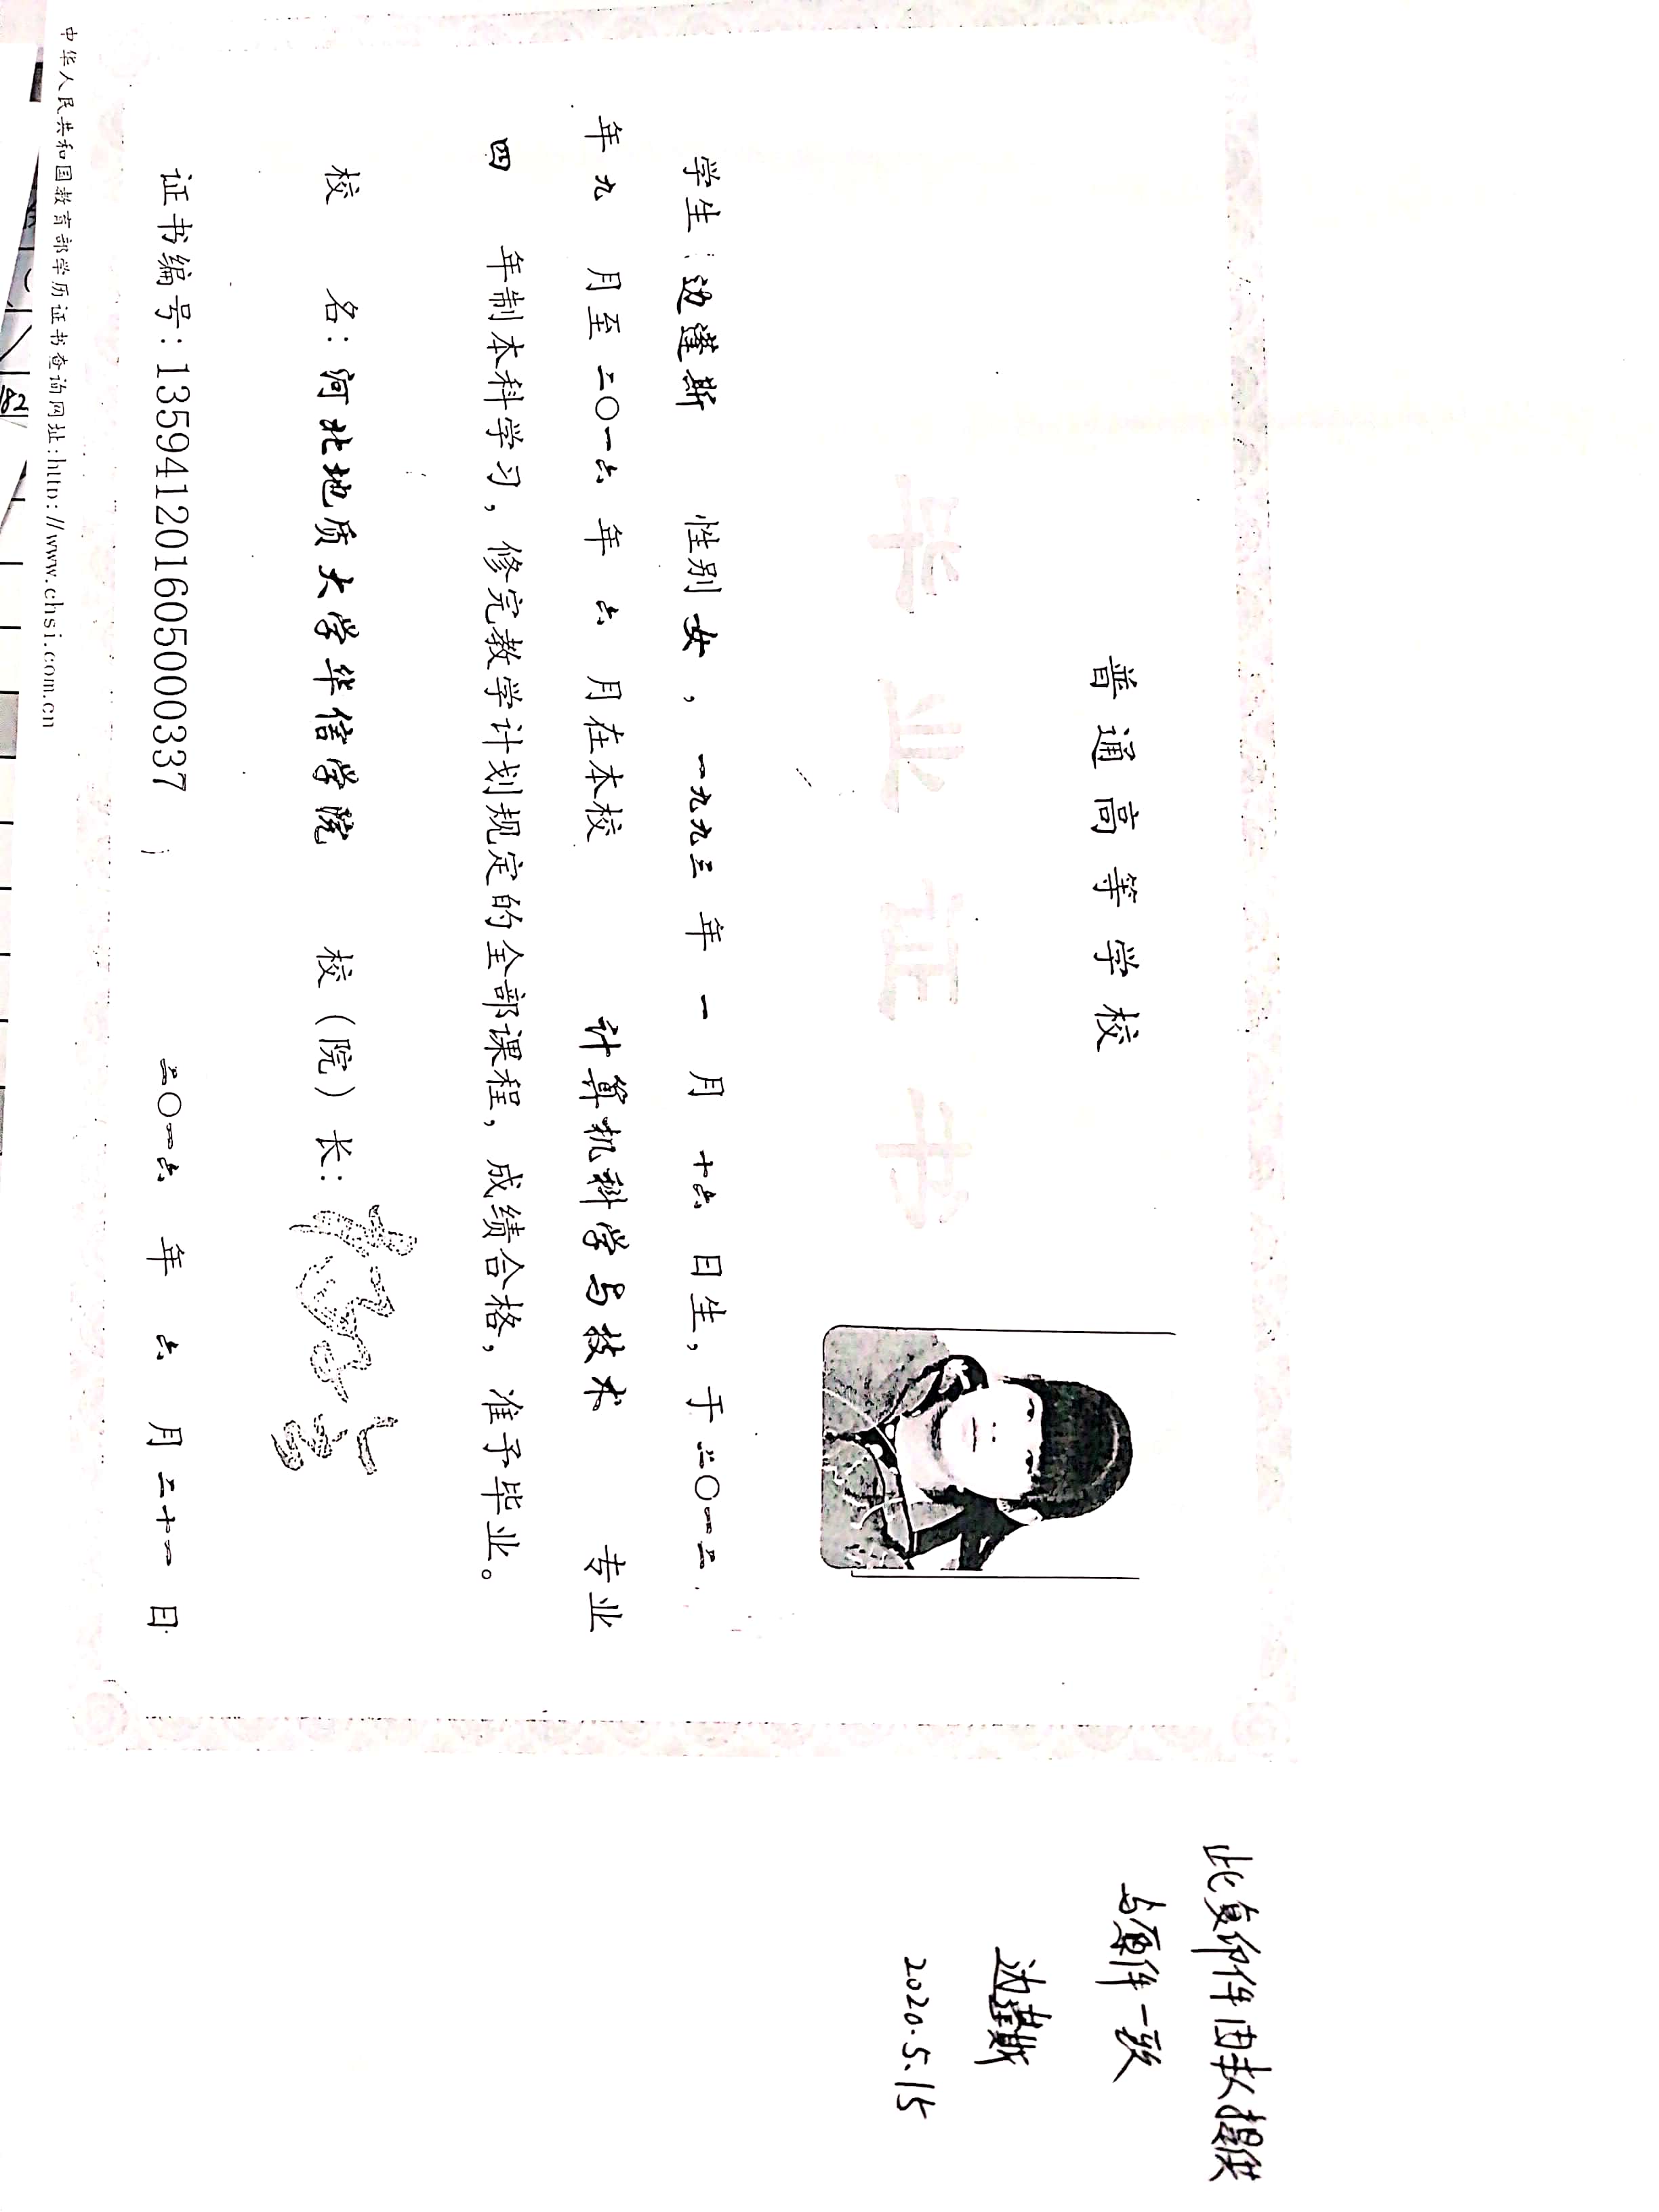 普通高等学校
毕业证书
学生 边莲斯 性别 女 ， 一九九三 年 一 月 十六 日生，于 二〇一二
年 九 月至 二〇一六 年 六 月在本校 计算机科学与技术 专业
四 年制本科学习，修完教学计划规定的全部课程，成绩合格，准予毕业。
校 名：河北地质大学华信学院 校（院）长：
证书编号：135941201605000337 二〇一六 年 六 月 二十一 日
中华人民共和国教育部学历证书查询网址:http://www.chsi.com.cn
此复印件由本人提供
与原件一致
边莲斯
2020.5.15